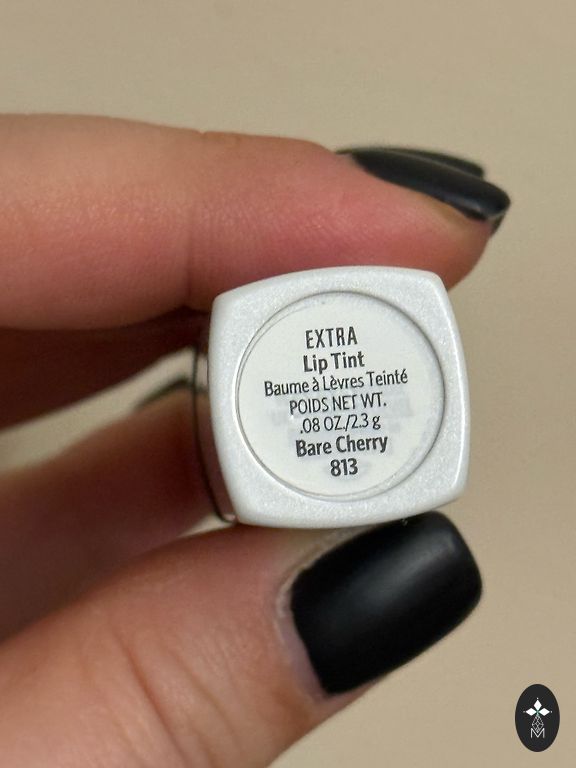 EXTRA
Lip Tint
Baume à Lèvres Teinté
POIDS NET WT.
.08 OZ./2.3 g
Bare Cherry
813
M